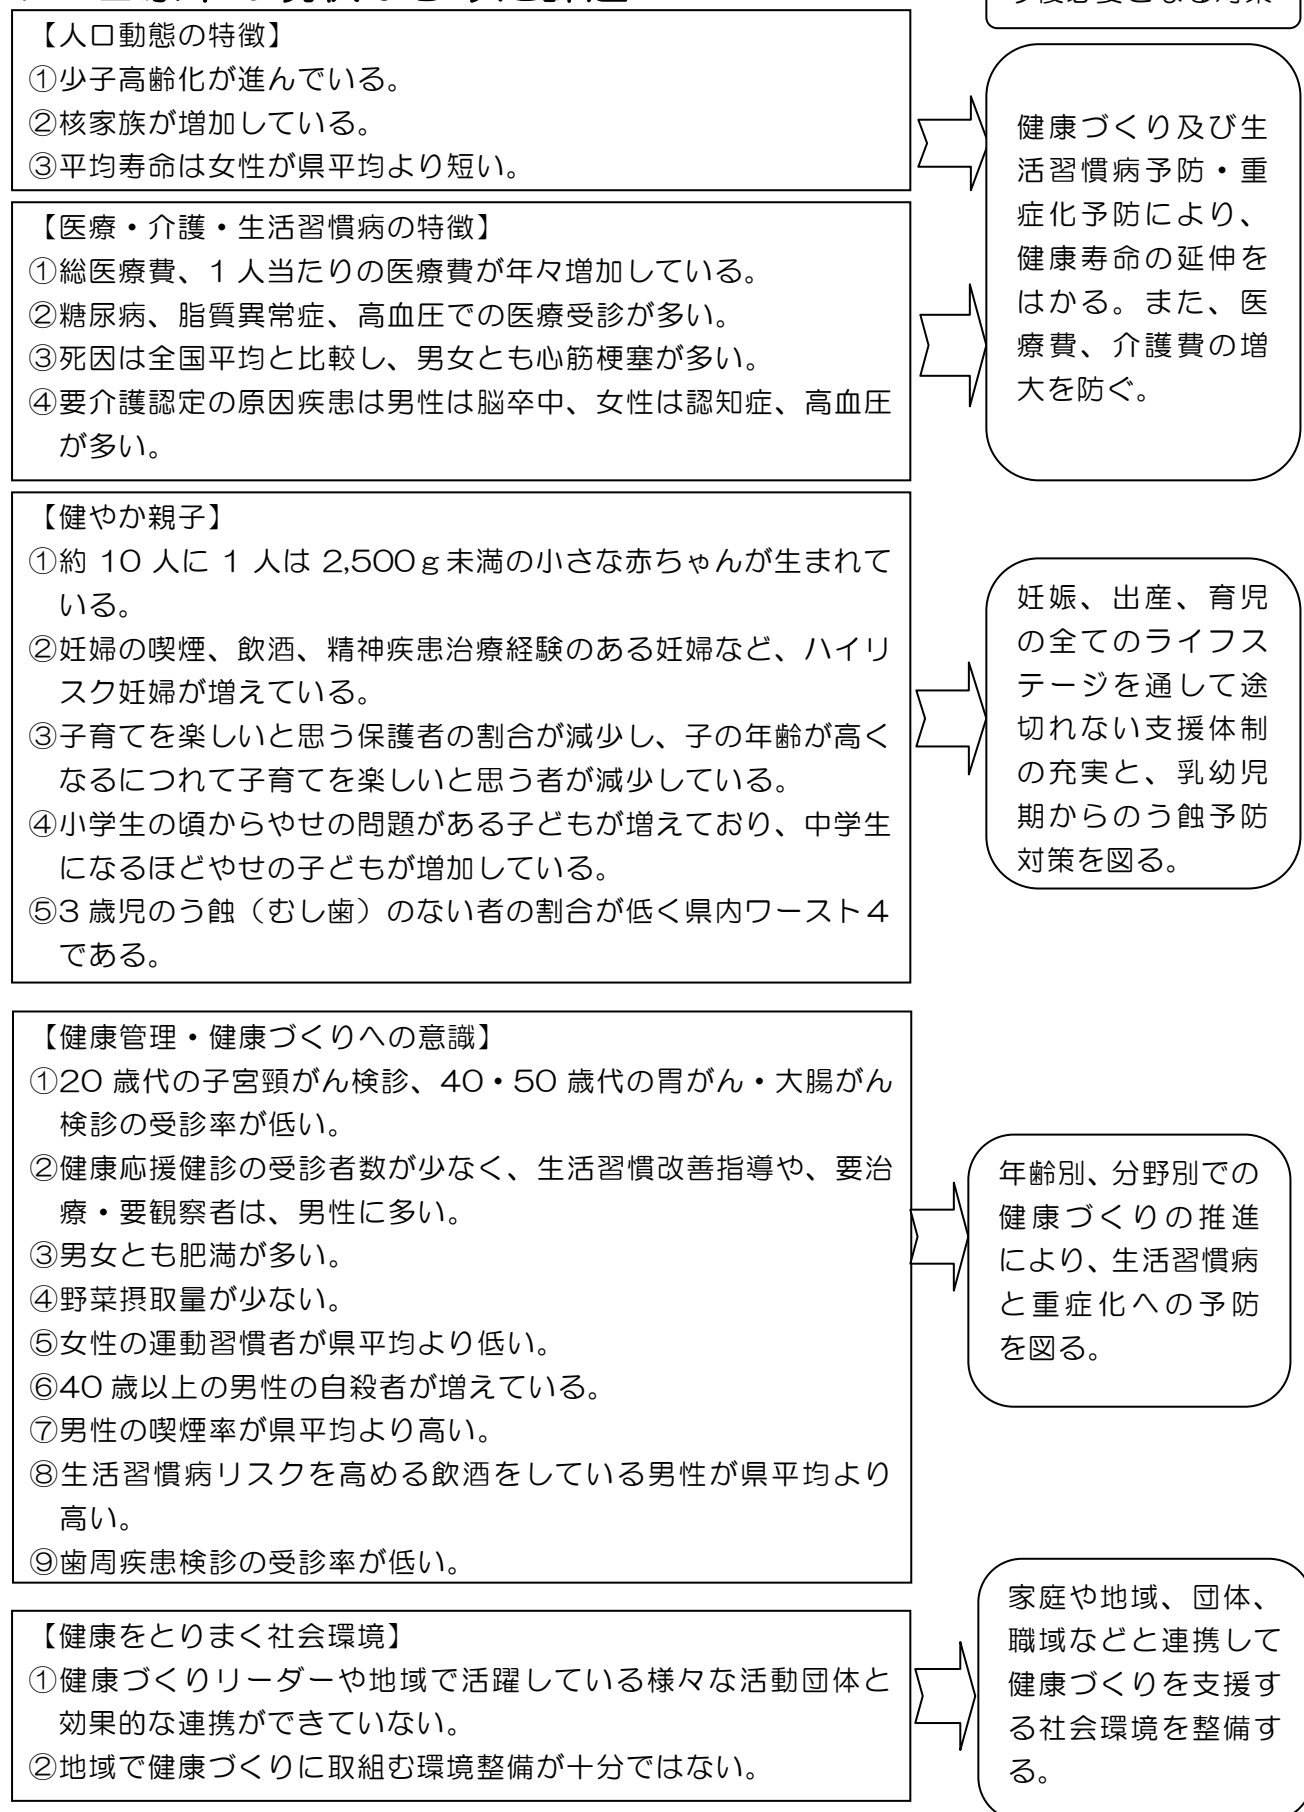 【人口動態の特徴】
①少子高齢化が進んでいる。
②核家族が増加している。
③平均寿命は女性が県平均より短い。
健康づくり及び生
活習慣病予防・重
症化予防により、
健康寿命の延伸を
はかる。また、医
療費、介護費の増
大を防ぐ。
【医療・介護・生活習慣病の特徴】
①総医療費、1 人当たりの医療費が年々増加している。
②糖尿病、脂質異常症、高血圧での医療受診が多い。
③死因は全国平均と比較し、男女とも心筋梗塞が多い。
④要介護認定の原因疾患は男性は脳卒中、女性は認知症、高血圧
が多い。
【健やか親子】
①約 10 人に 1 人は 2,500g未満の小さな赤ちゃんが生まれて
いる。
②妊婦の喫煙、飲酒、精神疾患治療経験のある妊婦など、ハイリ
スク妊婦が増えている。
③子育てを楽しいと思う保護者の割合が減少し、子の年齢が高く
なるにつれて子育てを楽しいと思う者が減少している。
④小学生の頃からやせの問題がある子どもが増えており、中学生
になるほどやせの子どもが増加している。
⑤3 歳児のう蝕（むし歯）のない者の割合が低く県内ワースト4
である。
妊娠、出産、育児
の全てのライフス
テージを通して途
切れない支援体制
の充実と、乳幼児
期からのう蝕予防
対策を図る。
【健康管理・健康づくりへの意識】
①20 歳代の子宮頸がん検診、40・50 歳代の胃がん・大腸がん
検診の受診率が低い。
②健康応援健診の受診者数が少なく、生活習慣改善指導や、要治
療・要観察者は、男性に多い。
③男女とも肥満が多い。
④野菜摂取量が少ない。
⑤女性の運動習慣者が県平均より低い。
⑥40 歳以上の男性の自殺者が増えている。
⑦男性の喫煙率が県平均より高い。
⑧生活習慣病リスクを高める飲酒をしている男性が県平均より
高い。
⑨歯周疾患検診の受診率が低い。
年齢別、分野別での
健康づくりの推進
により、生活習慣病
と重症化への予防
を図る。
【健康をとりまく社会環境】
①健康づくりリーダーや地域で活躍している様々な活動団体と
効果的な連携ができていない。
②地域で健康づくりに取組む環境整備が十分ではない。
家庭や地域、団体、
職域などと連携して
健康づくりを支援す
る社会環境を整備す
る。